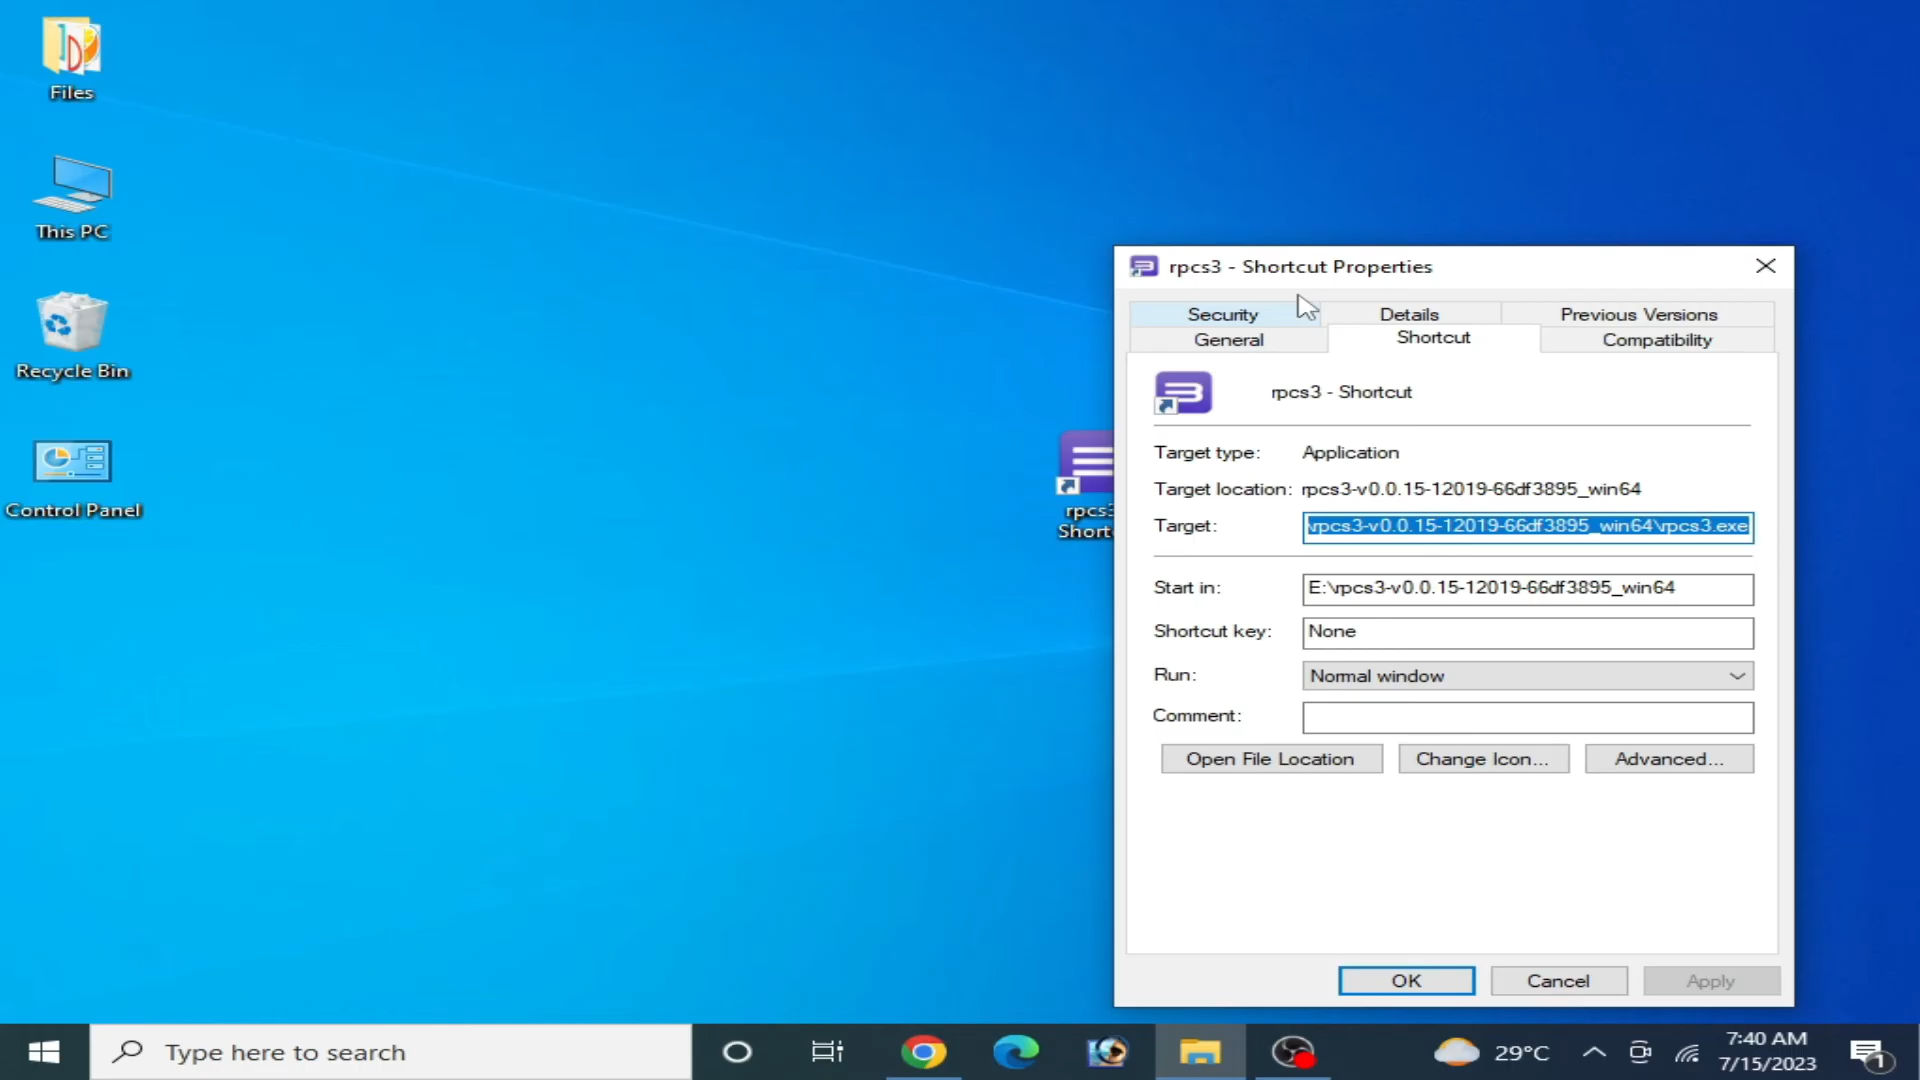 Files
This PC
Recycle Bin
Control Panel
rpcs3
Short
rpcs3 - Shortcut Properties
Security
Details
Previous Versions
General
Shortcut
Compatibility
rpcs3 - Shortcut
Target type: Application
Target location: rpcs3-v0.0.15-12019-66df3895_win64
Target: \rpcs3-v0.0.15-12019-66df3895_win64\rpcs3.exe
Start in: E:\rpcs3-v0.0.15-12019-66df3895_win64
Shortcut key: None
Run: Normal window
Comment:
Open File Location
Change Icon...
Advanced...
OK
Cancel
Apply
Type here to search
29°C
7:40 AM
7/15/2023
1